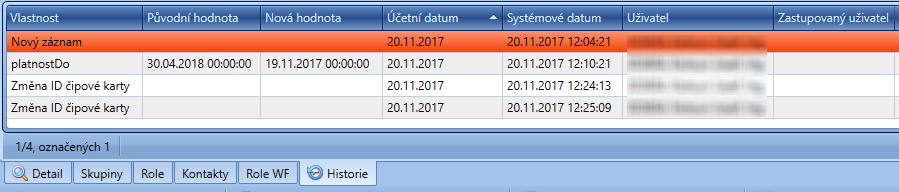 Vlastnost Původní hodnota Nová hodnota Účetní datum Systémové datum Uživatel Zastupovaný uživatel
Nový záznam 20.11.2017 20.11.2017 12:04:21
platnostDo 30.04.2018 00:00:00 19.11.2017 00:00:00 20.11.2017 20.11.2017 12:10:21
Změna ID čipové karty 20.11.2017 20.11.2017 12:24:13
Změna ID čipové karty 20.11.2017 20.11.2017 12:25:09
1/4, označených 1
Detail Skupiny Role Kontakty Role WF Historie